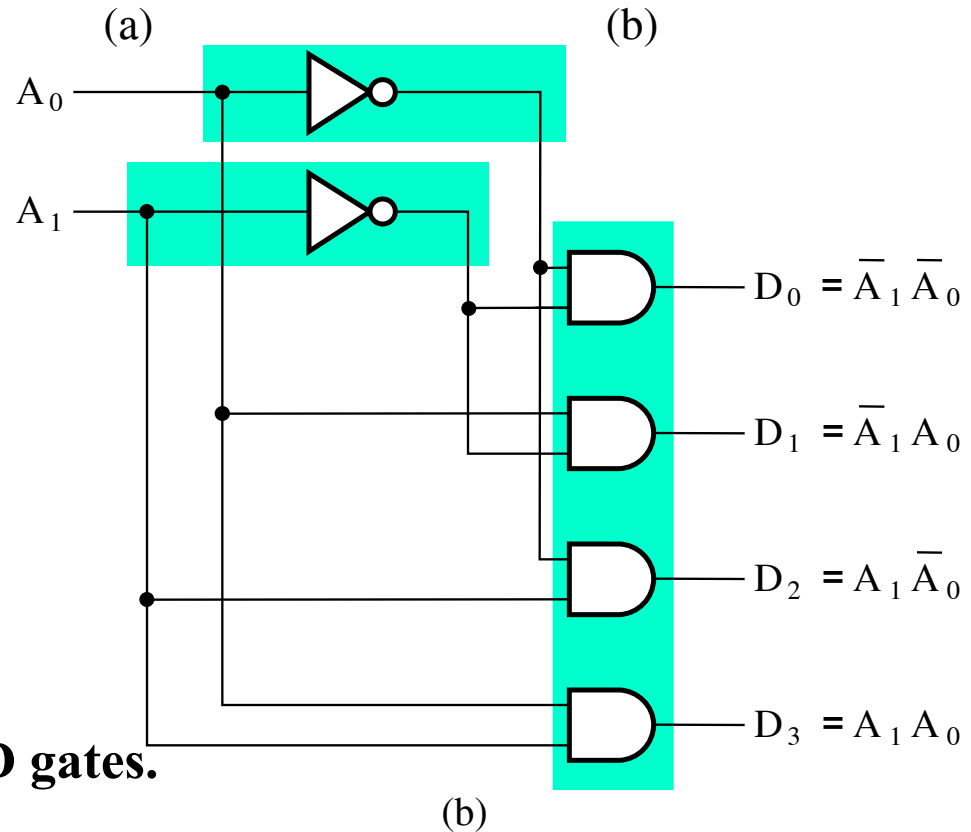 (a) (b)
A₀
A₁
D₀ = A̅₁ A̅₀
D₁ = A̅₁ A₀
D₂ = A₁ A̅₀
D₃ = A₁ A₀
gates.
(b)